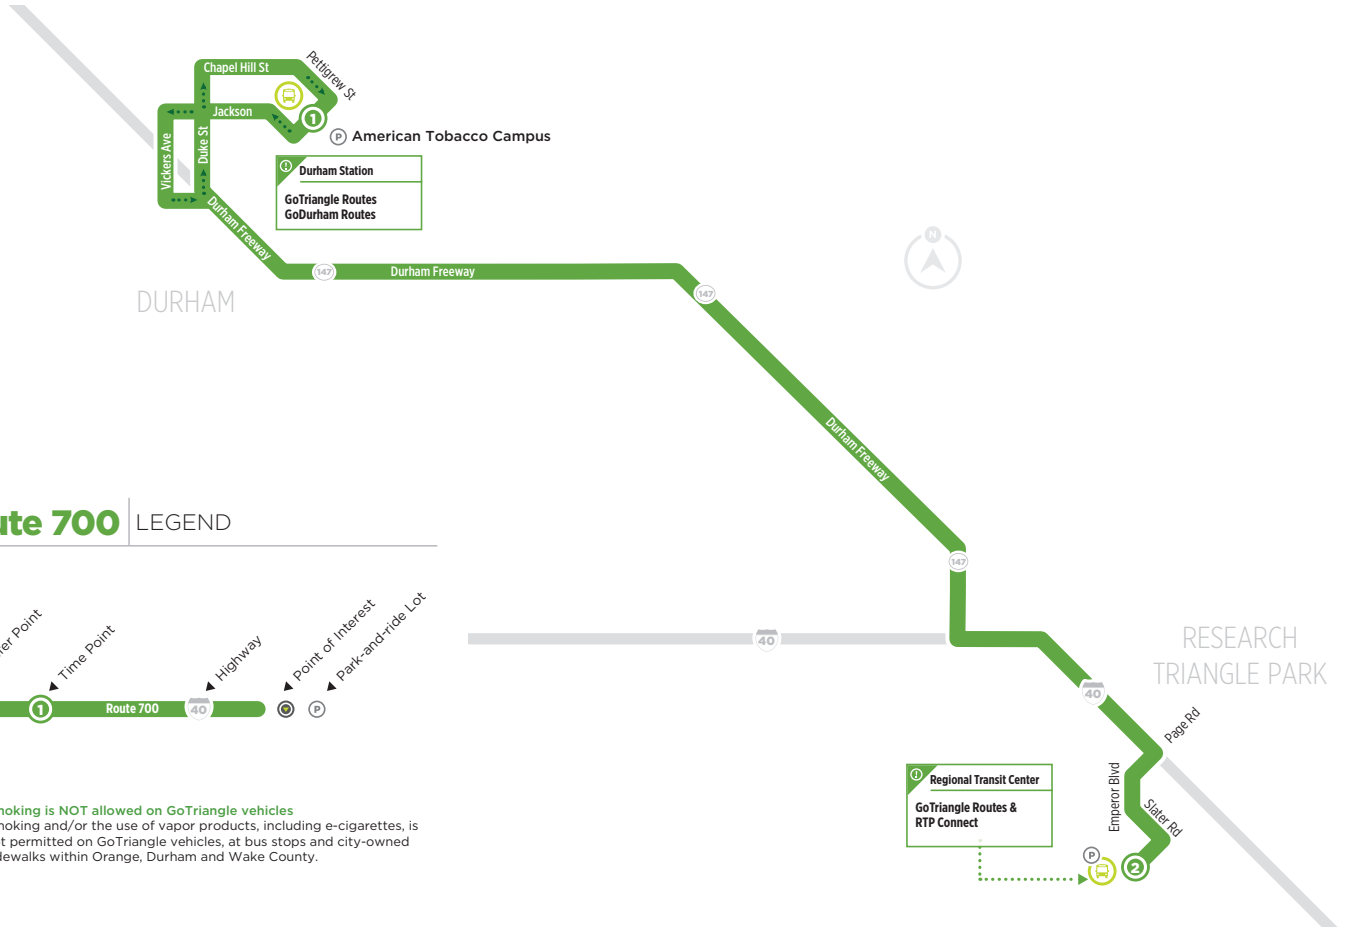 Chapel Hill St
Pettigrew St
Jackson
1
P American Tobacco Campus
Vickers Ave
Duke St
Durham Station
GoTriangle Routes
GoDurham Routes
Durham Freeway
147
Durham Freeway
147
N
DURHAM
Durham Freeway
147
40
RESEARCH
TRIANGLE PARK
40
Page Rd
Emperor Blvd
Slater Rd
Regional Transit Center
GoTriangle Routes &
RTP Connect
P
2
700
LEGEND
Time Point
Highway
Point of Interest
Park-and-ride Lot
Point
1
Route 700
40
P
is NOT allowed on GoTriangle vehicles
and/or the use of vapor products, including e-cigarettes, is
permitted on GoTriangle vehicles, at bus stops and city-owned
within Orange, Durham and Wake County.